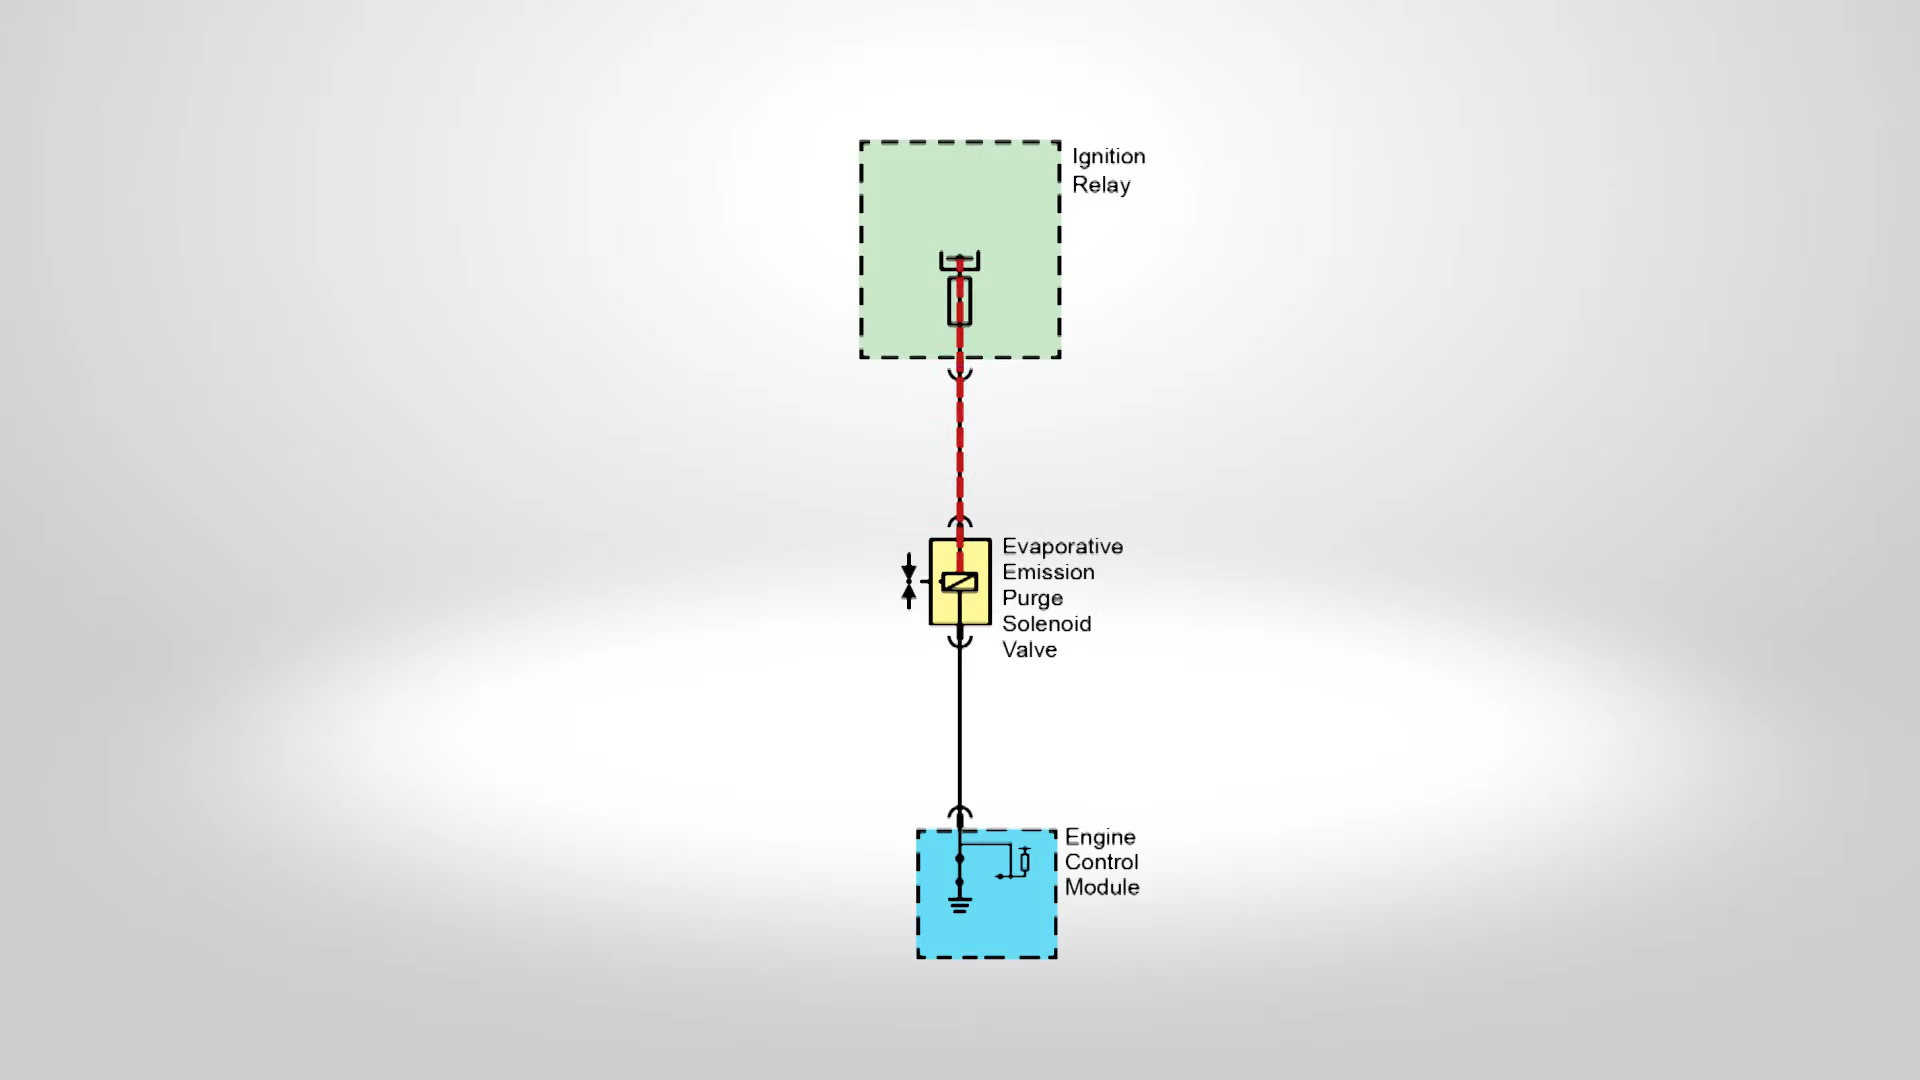 Ignition
Relay
Evaporative
Emission
Purge
Solenoid
Valve
Engine
Control
Module